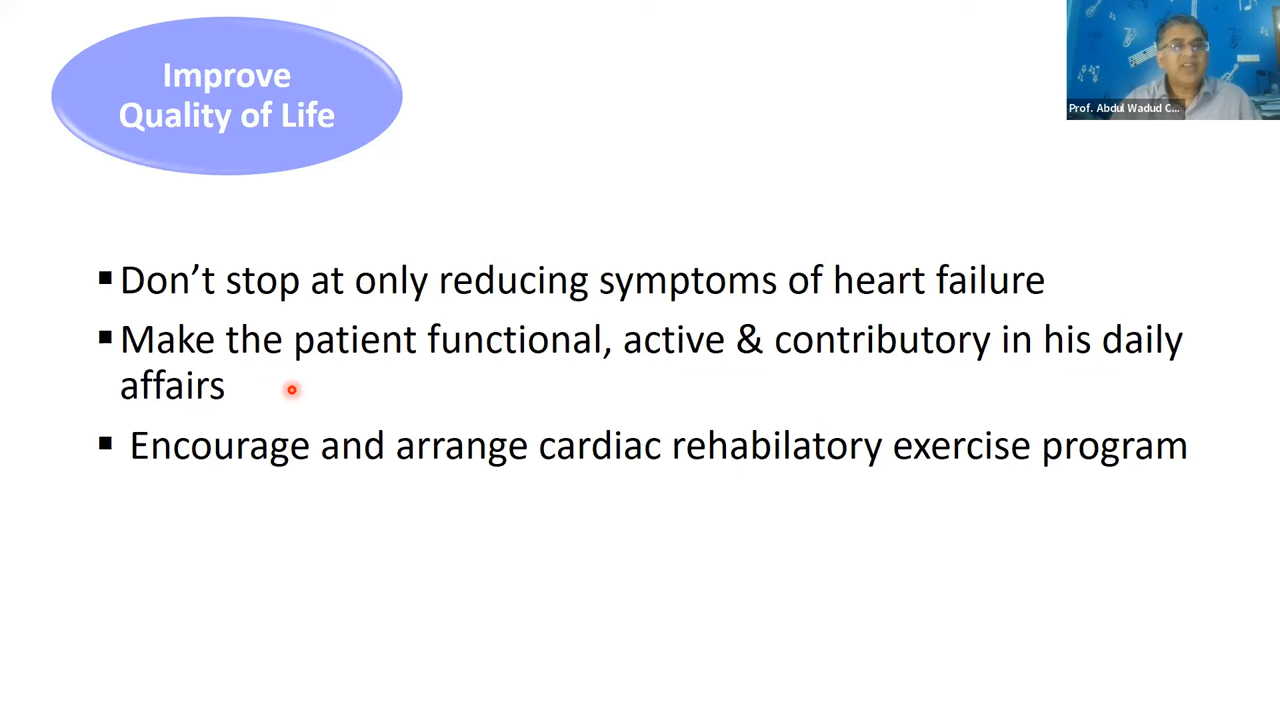 Improve
Quality of Life
Prof. Abdul Wadud C...
▪Don’t stop at only reducing symptoms of heart failure
▪Make the patient functional, active & contributory in his daily
affairs
▪ Encourage and arrange cardiac rehabilatory exercise program